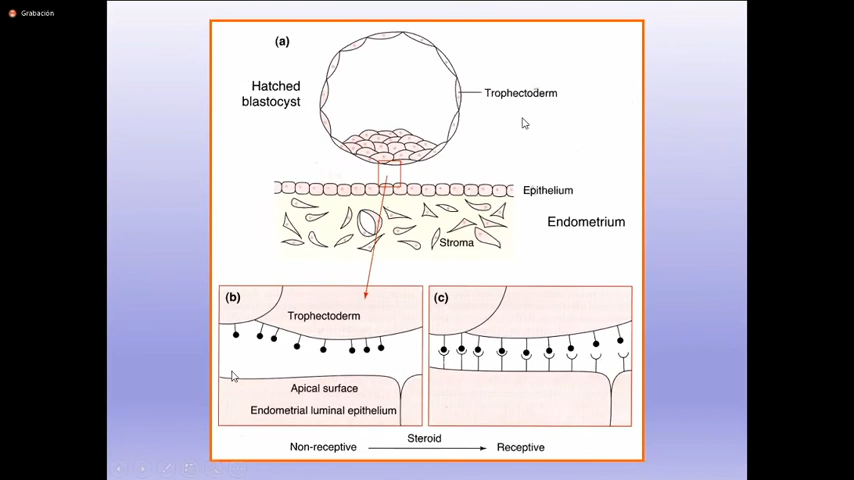 Grabación
(a)
Hatched
blastocyst
Trophectoderm
Epithelium
Endometrium
Stroma
(b)
Trophectoderm
Apical surface
Endometrial luminal epithelium
(c)
Non-receptive
Steroid
Receptive